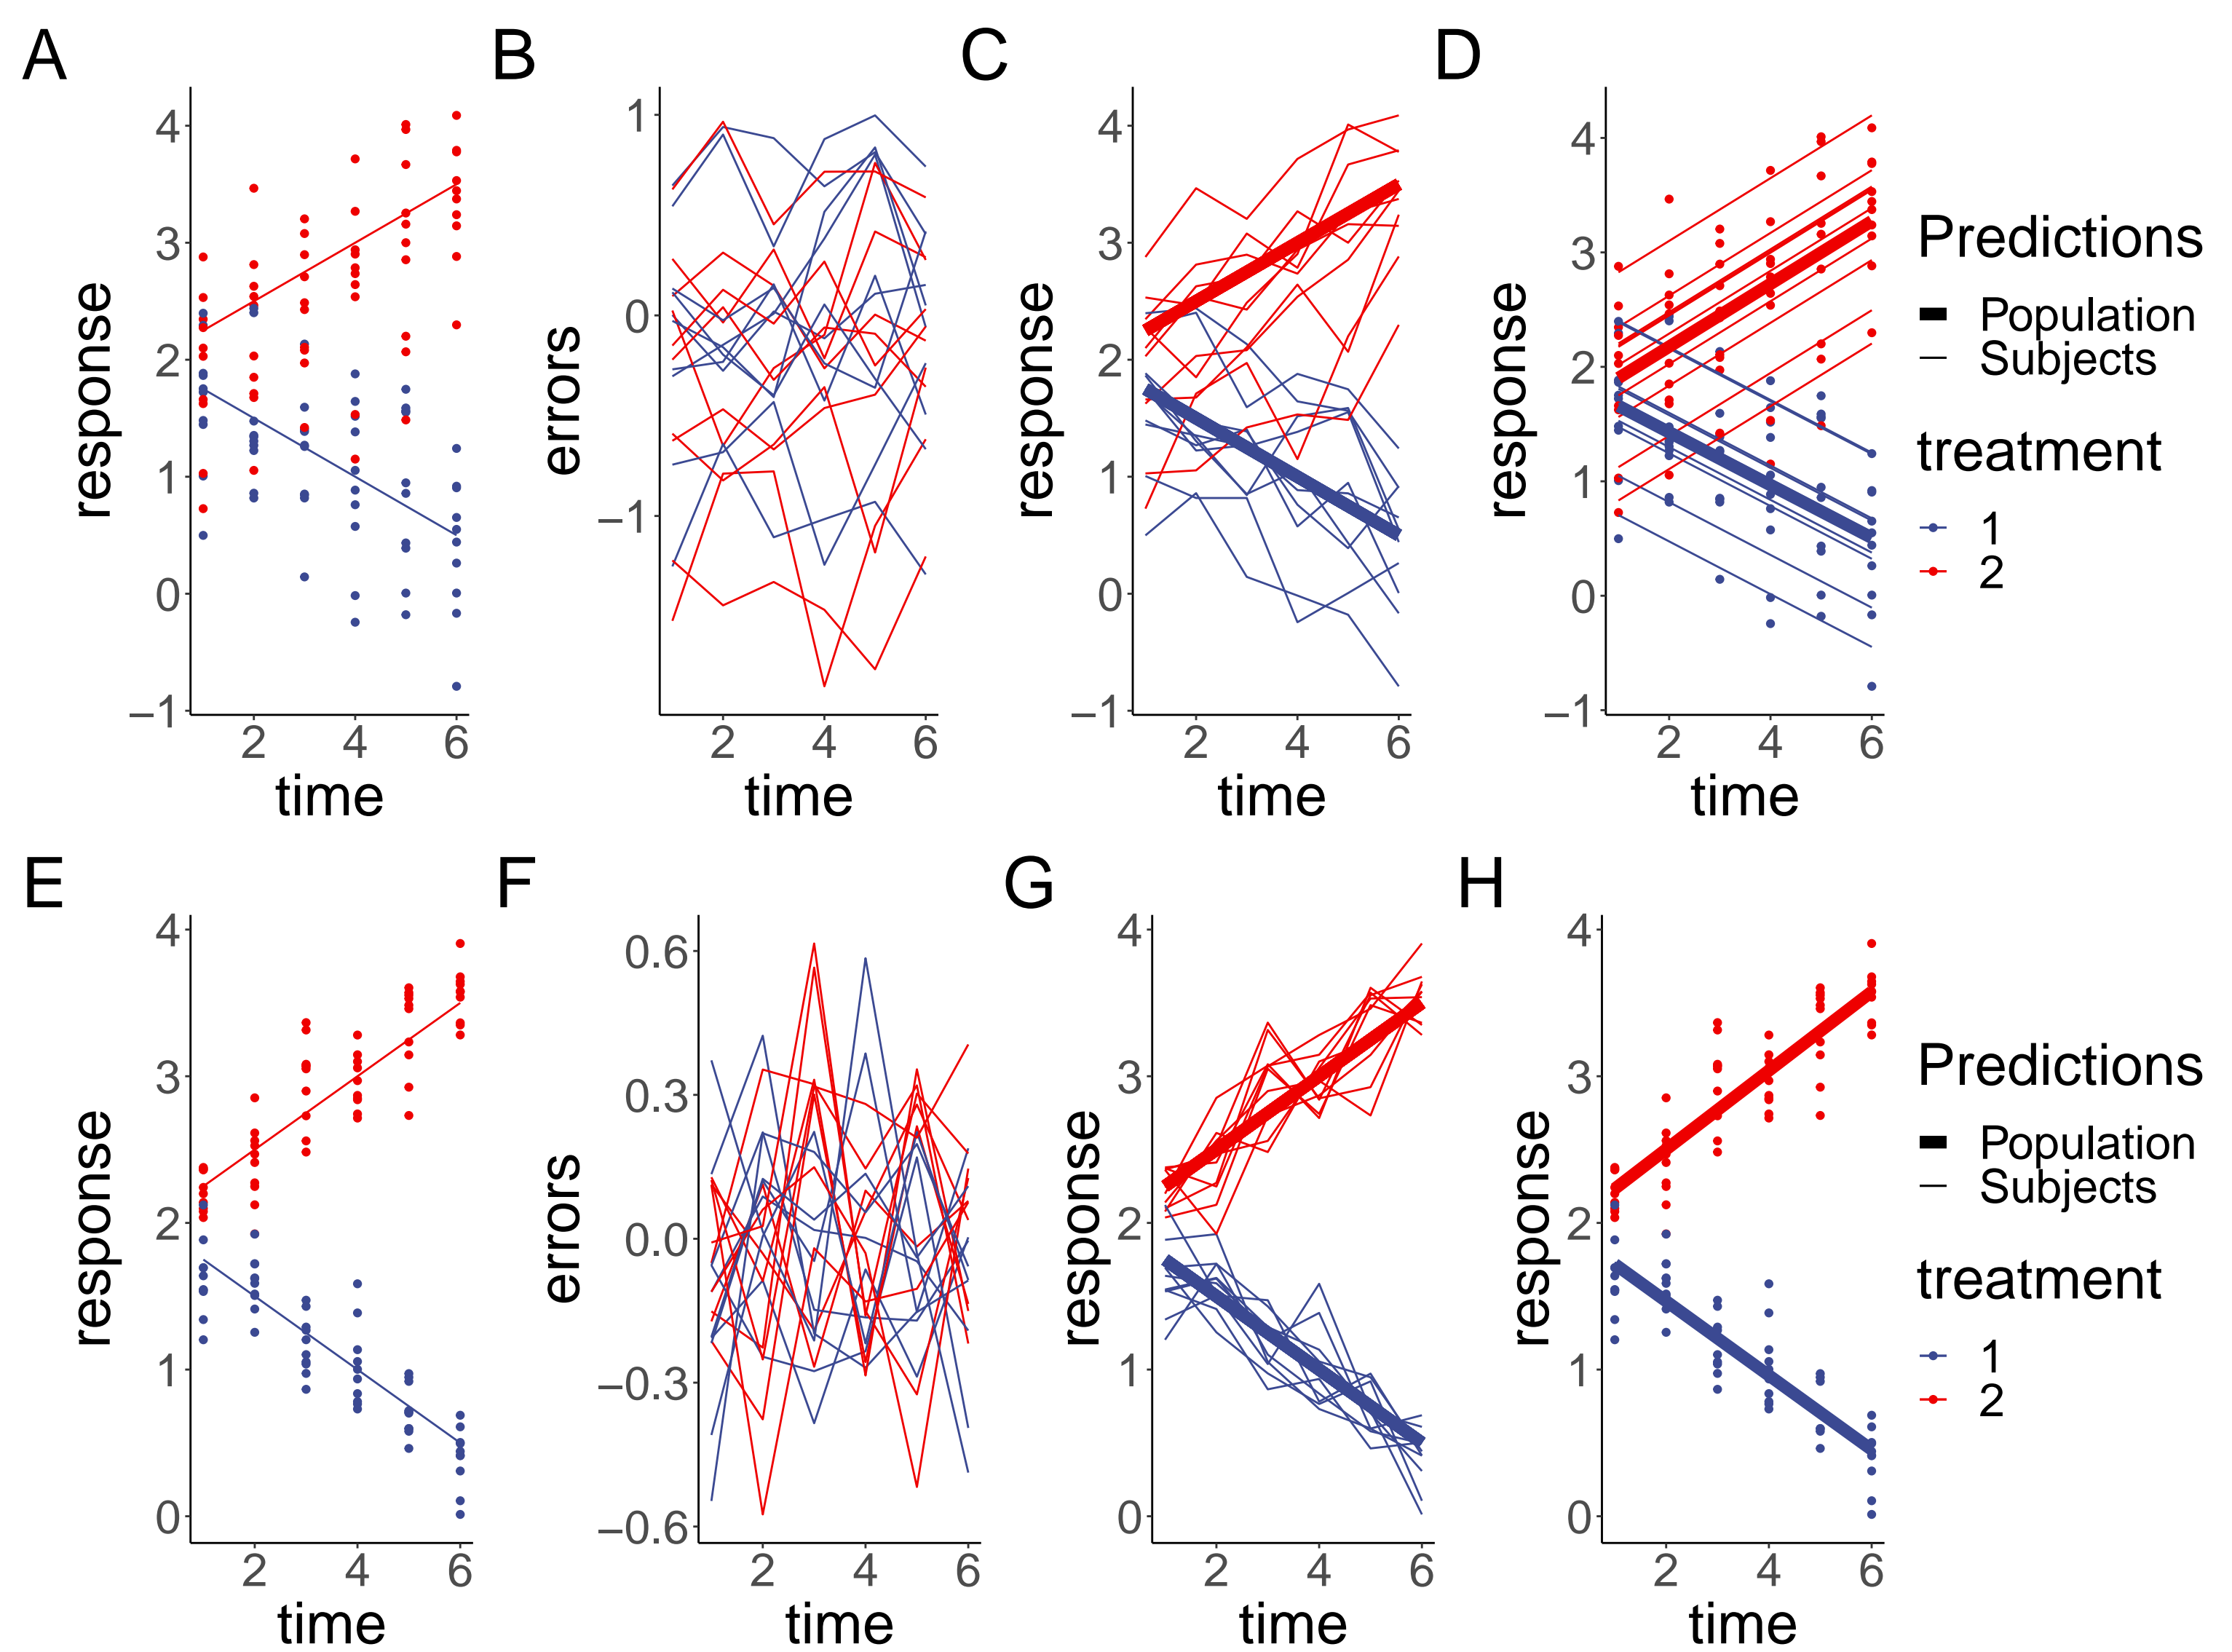 A
B
C
D
response
4
3
2
1
0
−1
2
4
6
time
errors
1
0
−1
2
4
6
time
response
4
3
2
1
0
−1
2
4
6
time
response
4
3
2
1
0
−1
2
4
6
time
Predictions
Population
Subjects
treatment
1
2
E
F
G
H
response
4
3
2
1
0
2
4
6
time
errors
0.6
0.3
0.0
−0.3
−0.6
2
4
6
time
response
4
3
2
1
0
2
4
6
time
response
4
3
2
1
0
2
4
6
time
Predictions
Population
Subjects
treatment
1
2